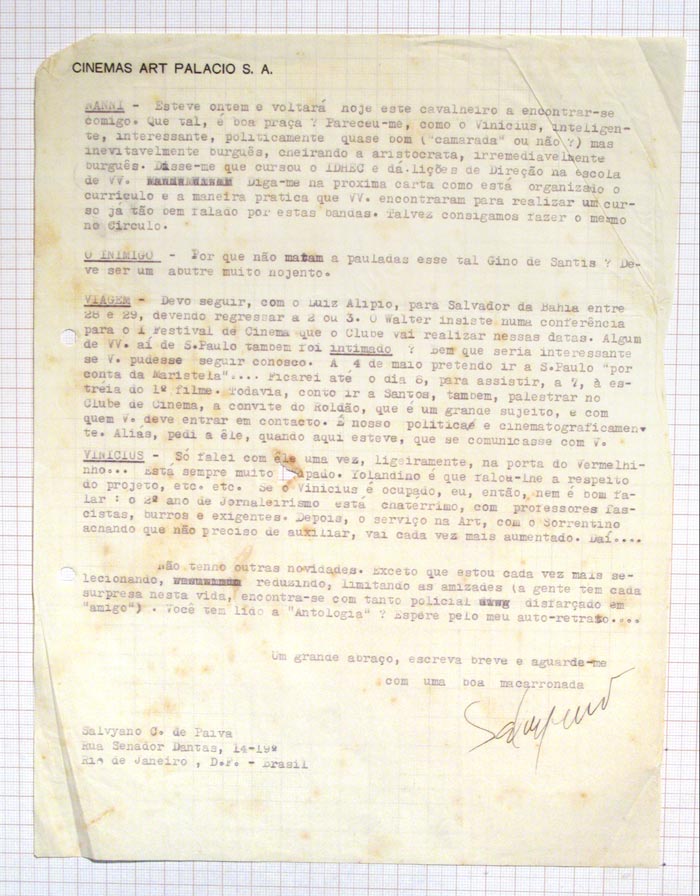 CINEMAS ART PALACIO S. A.
NANNI - Esteve ontem e voltará hoje este cavalheiro a encontrar-se
comigo. Que tal, é boa praça ? Pareceu-me, como o Vinicius, inteligen-
te, interessante, politicamente quase bom ("camarada" ou não ?) mas
inevitavelmente burguês, cheirando a aristocrata, irremediavelmente
burguês. Disse-me que cursou o IDHEC e dá lições de Direção na escola
de VV. Diga-me na proxima carta como está organizado o
curriculo e a maneira pratica que VV. encontraram para realizar um cur-
so já tão bem falado por estas bandas. Talvez consigamos fazer o mesmo
no Circulo.
O INIMIGO - Por que não matam a pauladas esse tal Gino de Santis ? De-
ve ser um abutre muito nojento.
VIAGEM - Devo seguir, com o Luiz Alipio, para Salvador da Bahia entre
28 e 29, devendo regressar a 2 ou 3. O Walter insiste numa conferência
para o I Festival de Cinema que o Clube vai realizar nessas datas. Algum
de VV. aí de S.Paulo tambem foi intimado ? Bem que seria interessante
se V. pudesse seguir conosco. A 4 de maio pretendo ir a S.Paulo "por
conta da Maristela".... Ficarei até o dia 8, para assistir, a 7, à es-
tréia do 1º filme. Todavia, conto ir a Santos, tambem, palestrar no
Clube de Cinema, a convite do Roldão, que é um grande sujeito, e com
quem V. deve entrar em contacto. É nosso politica e cinematograficamen-
te. Alias, pedi a êle, quando aqui esteve, que se comunicasse com V.
VINICIUS - Só falei com êle uma vez, ligeiramente, na porta do Vermelhi-
nho... Está sempre muito upado. Iolandino é que falou-lhe a respeito
do projeto, etc. etc. Se o Vinicius é ocupado, eu, então, nem é bom fa-
lar : o 2º ano de Jornaleirismo está chaterrimo, com professores fas-
cistas, burros e exigentes. Depois, o serviço na Art, com o Sorrentino
achando que não preciso de auxiliar, vai cada vez mais aumentado. Daí....
Não tenho outras novidades. Exceto que estou cada vez mais se-
lecionando, reduzindo, limitando as amizades (a gente tem cada
surpresa nesta vida, encontra-se com tanto policial disfarçado em
"amigo") . Você tem lido a "Antologia" ? Espere pelo meu auto-retrato....
Um grande abraço, escreva breve e aguarde-me
com uma boa macarronada
Salvyano
Salvyano C. de Paiva
Rua Senador Dantas, 14-19º
Rio de Janeiro , D.F. - Brasil